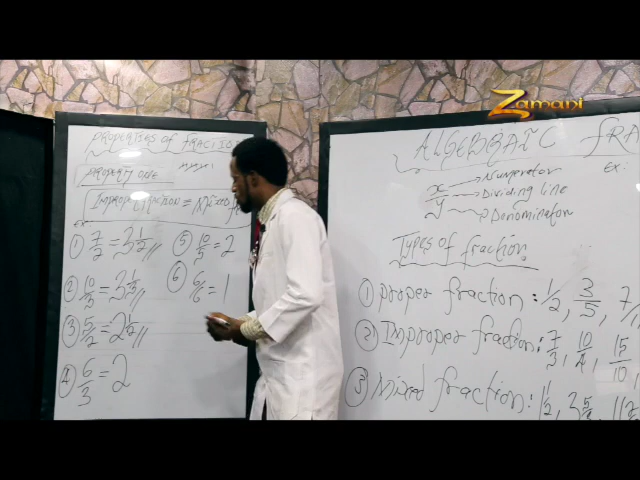 Zamani
PROPERTIES OF FRACTIO
PROPERTY ONE
IMPROPER FRACTION = MIXED
ex
① 7/2 = 3 1/2 //
② 10/3 = 3 1/3 //
③ 5/2 = 2 1/2 //
④ 6/3 = 2
⑤ 10/5 = 2
⑥ 6/6 = 1
ALGEBRAIC FRA
ex:
x/y
Numerator
Dividing line
Denominator
Types of fraction
① proper fraction : 1/2, 3/5, 7/
② Improper fraction: 7/3, 10/4, 15/10
③ Mixed fraction: 1 1/2,